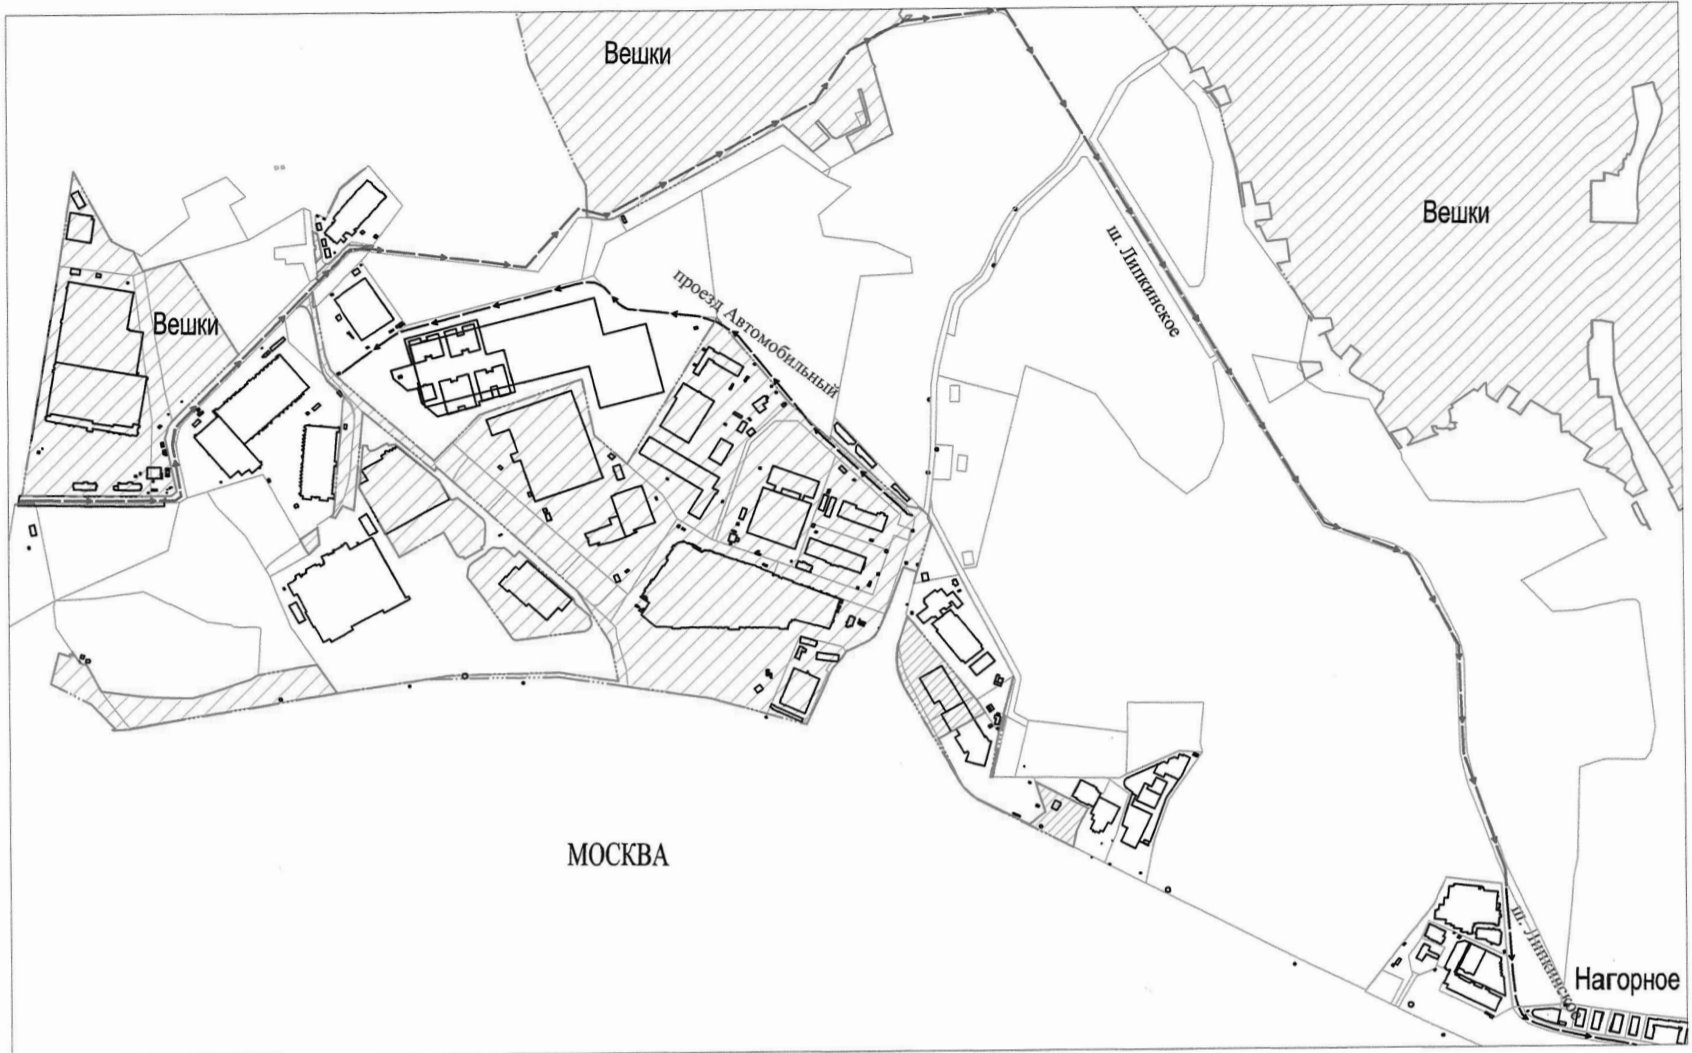 Вешки
Вешки
Вешки
проезд Автомобильный
ш. Липкинское
МОСКВА
ш. Липкинское
Нагорное